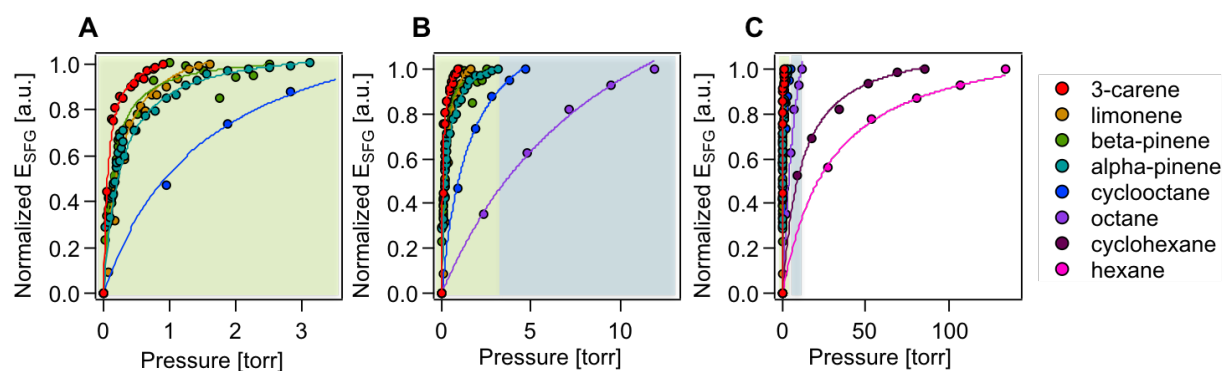 A
B
C
Normalized E_SFG [a.u.]
1.0
0.8
0.6
0.4
0.2
0.0
0
1
2
3
Pressure [torr]
Normalized E_SFG [a.u.]
1.0
0.8
0.6
0.4
0.2
0.0
0
5
10
Pressure [torr]
Normalized E_SFG [a.u.]
1.0
0.8
0.6
0.4
0.2
0.0
0
50
100
Pressure [torr]
3-carene
limonene
beta-pinene
alpha-pinene
cyclooctane
octane
cyclohexane
hexane